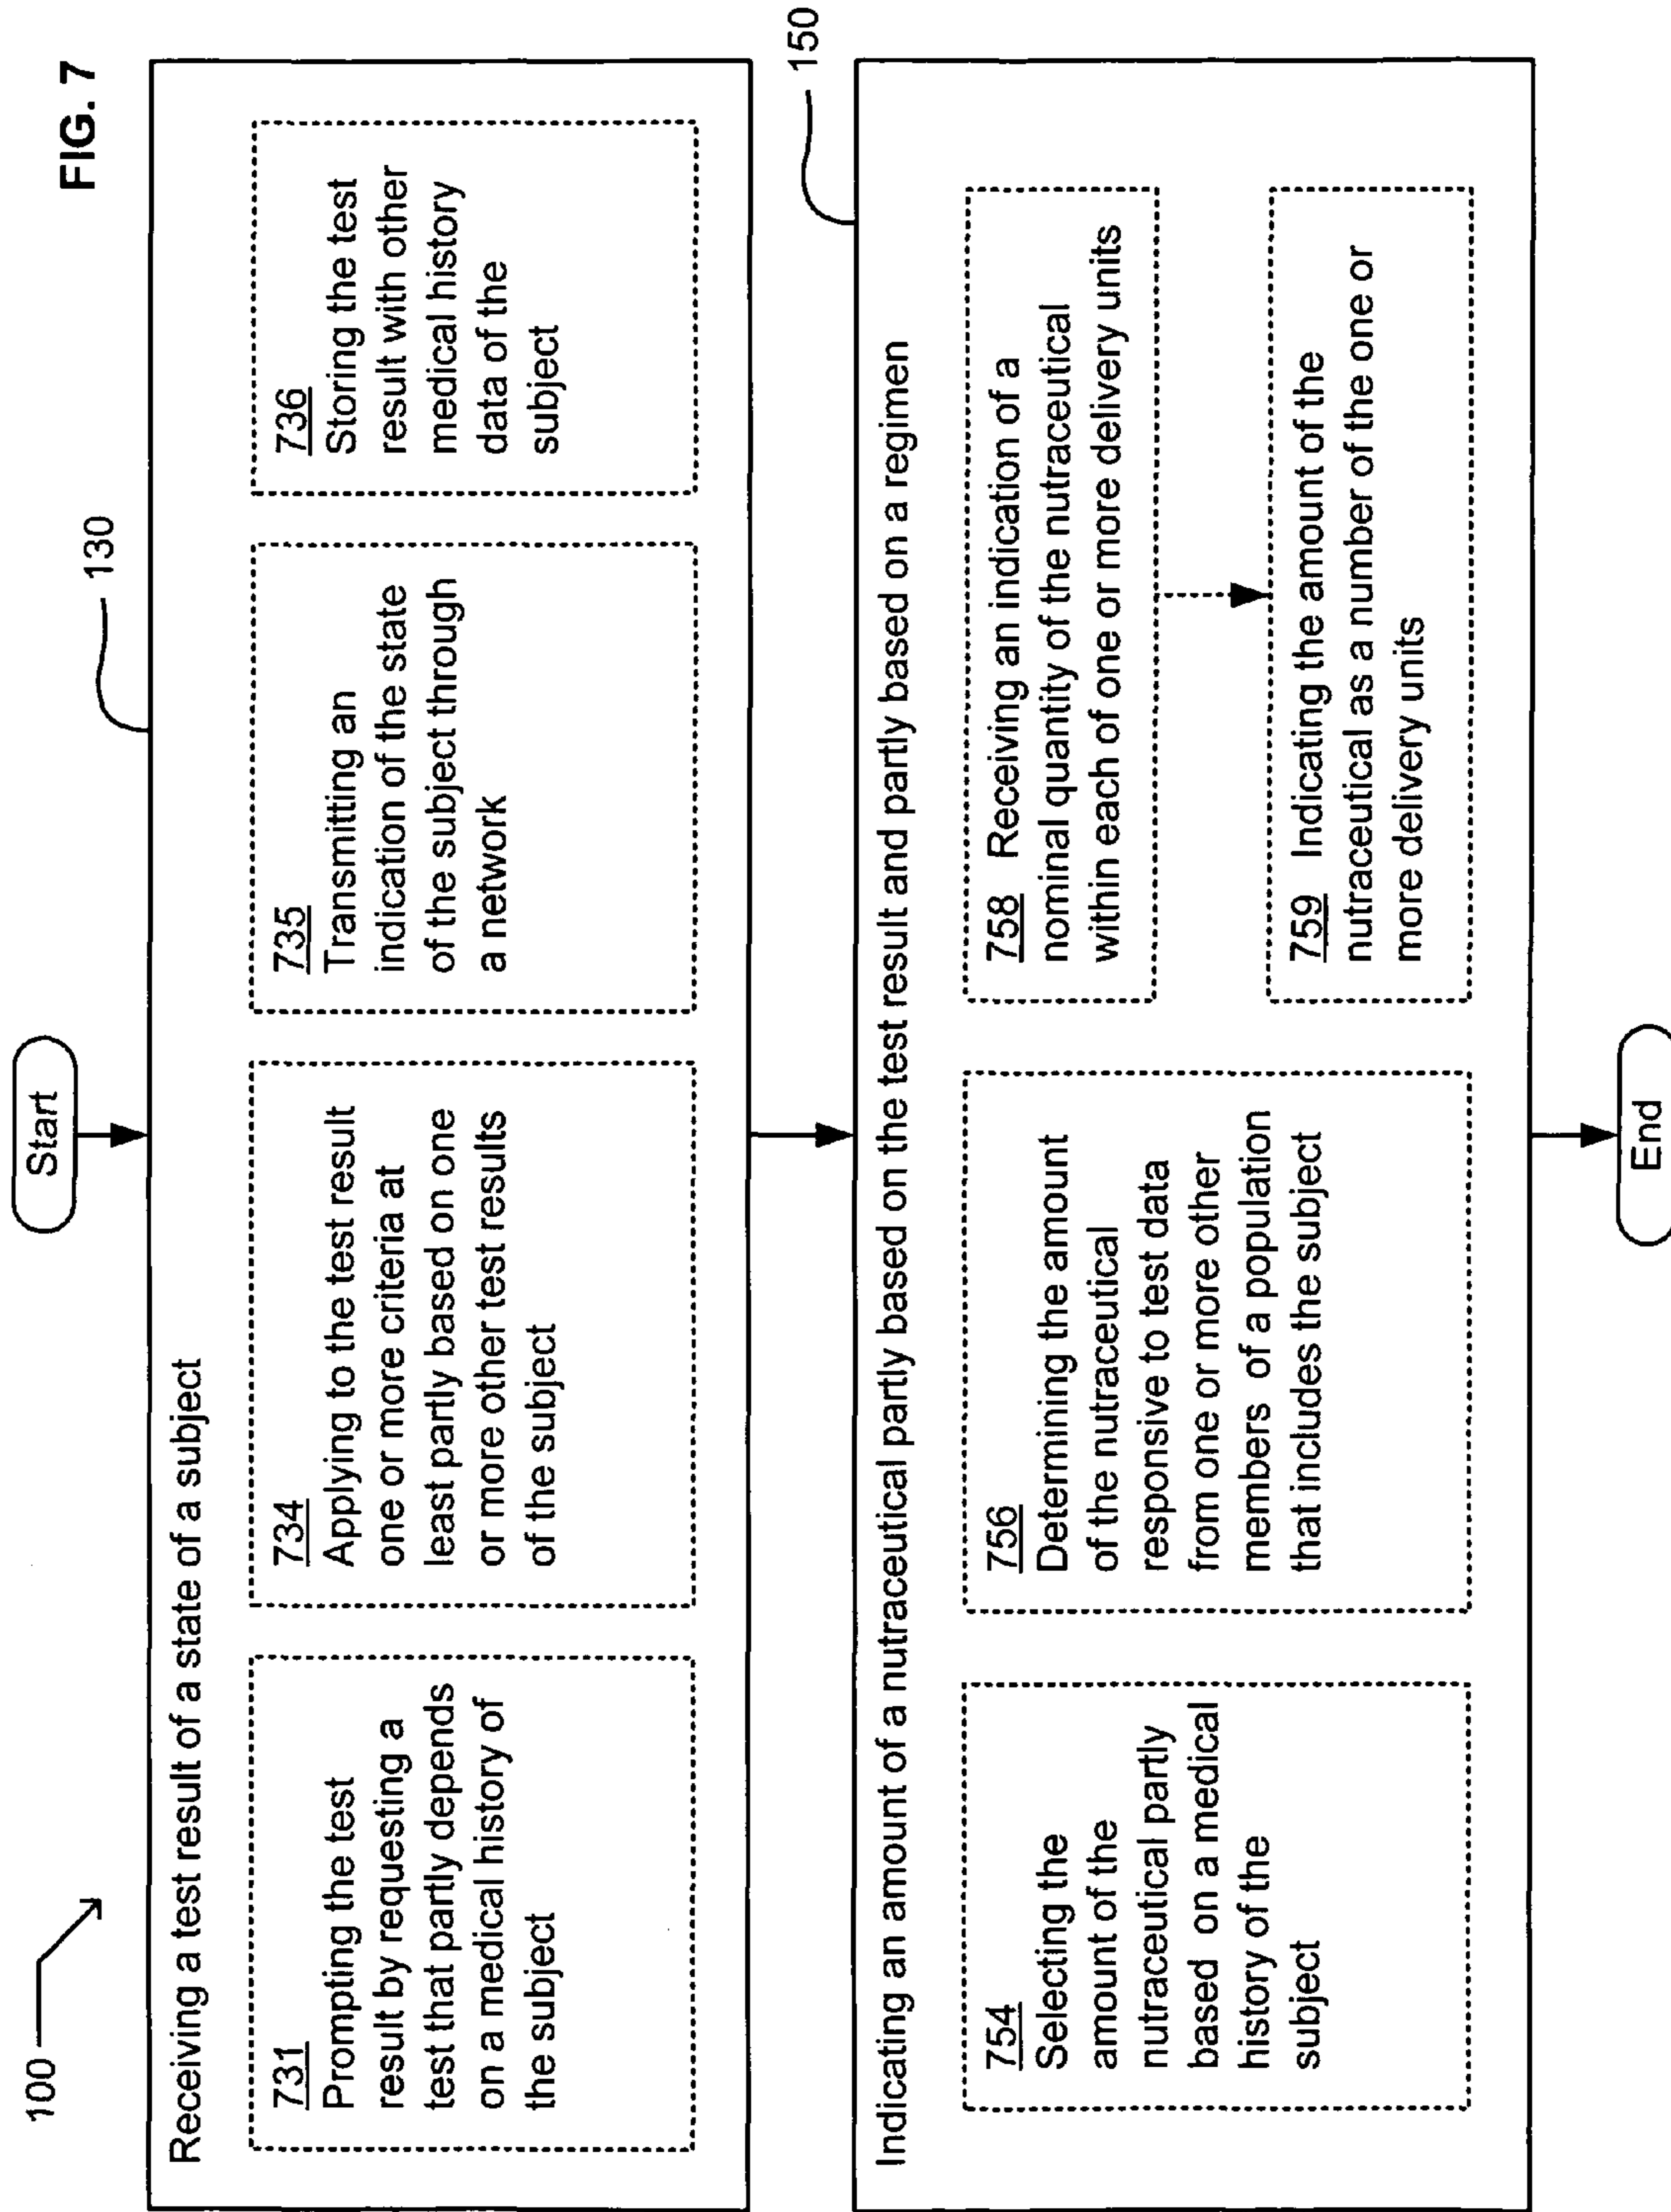 FIG. 7
100
Start
130
Receiving a test result of a state of a subject
731
Prompting the test
result by requesting a
test that partly depends
on a medical history of
the subject
734
Applying to the test result
one or more criteria at
least partly based on one
or more other test results
of the subject
735
Transmitting an
indication of the state
of the subject through
a network
736
Storing the test
result with other
medical history
data of the
subject
150
Indicating an amount of a nutraceutical partly based on the test result and partly based on a regimen
754
Selecting the
amount of the
nutraceutical partly
based on a medical
history of the
subject
756
Determining the amount
of the nutraceutical
responsive to test data
from one or more other
members of a population
that includes the subject
758 Receiving an indication of a
nominal quantity of the nutraceutical
within each of one or more delivery units
759 Indicating the amount of the
nutraceutical as a number of the one or
more delivery units
End